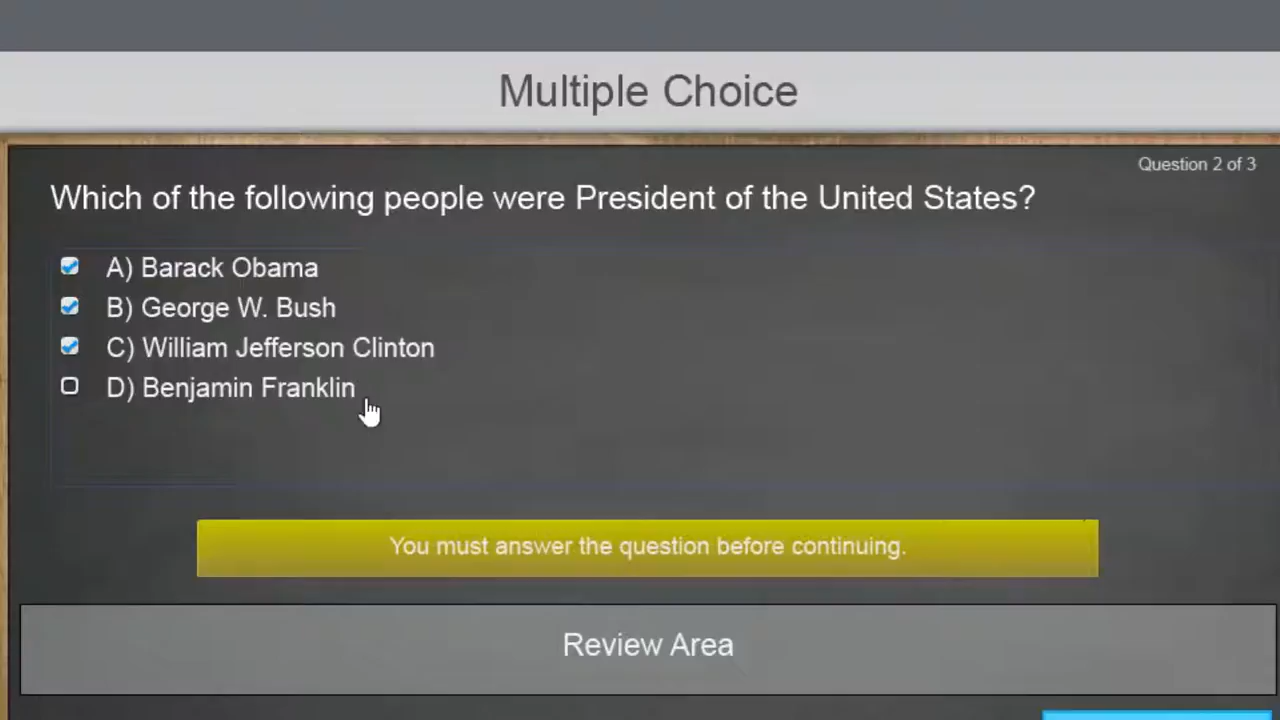 Multiple Choice
Question 2 of 3
Which of the following people were President of the United States?
A) Barack Obama
B) George W. Bush
C) William Jefferson Clinton
D) Benjamin Franklin
You must answer the question before continuing.
Review Area